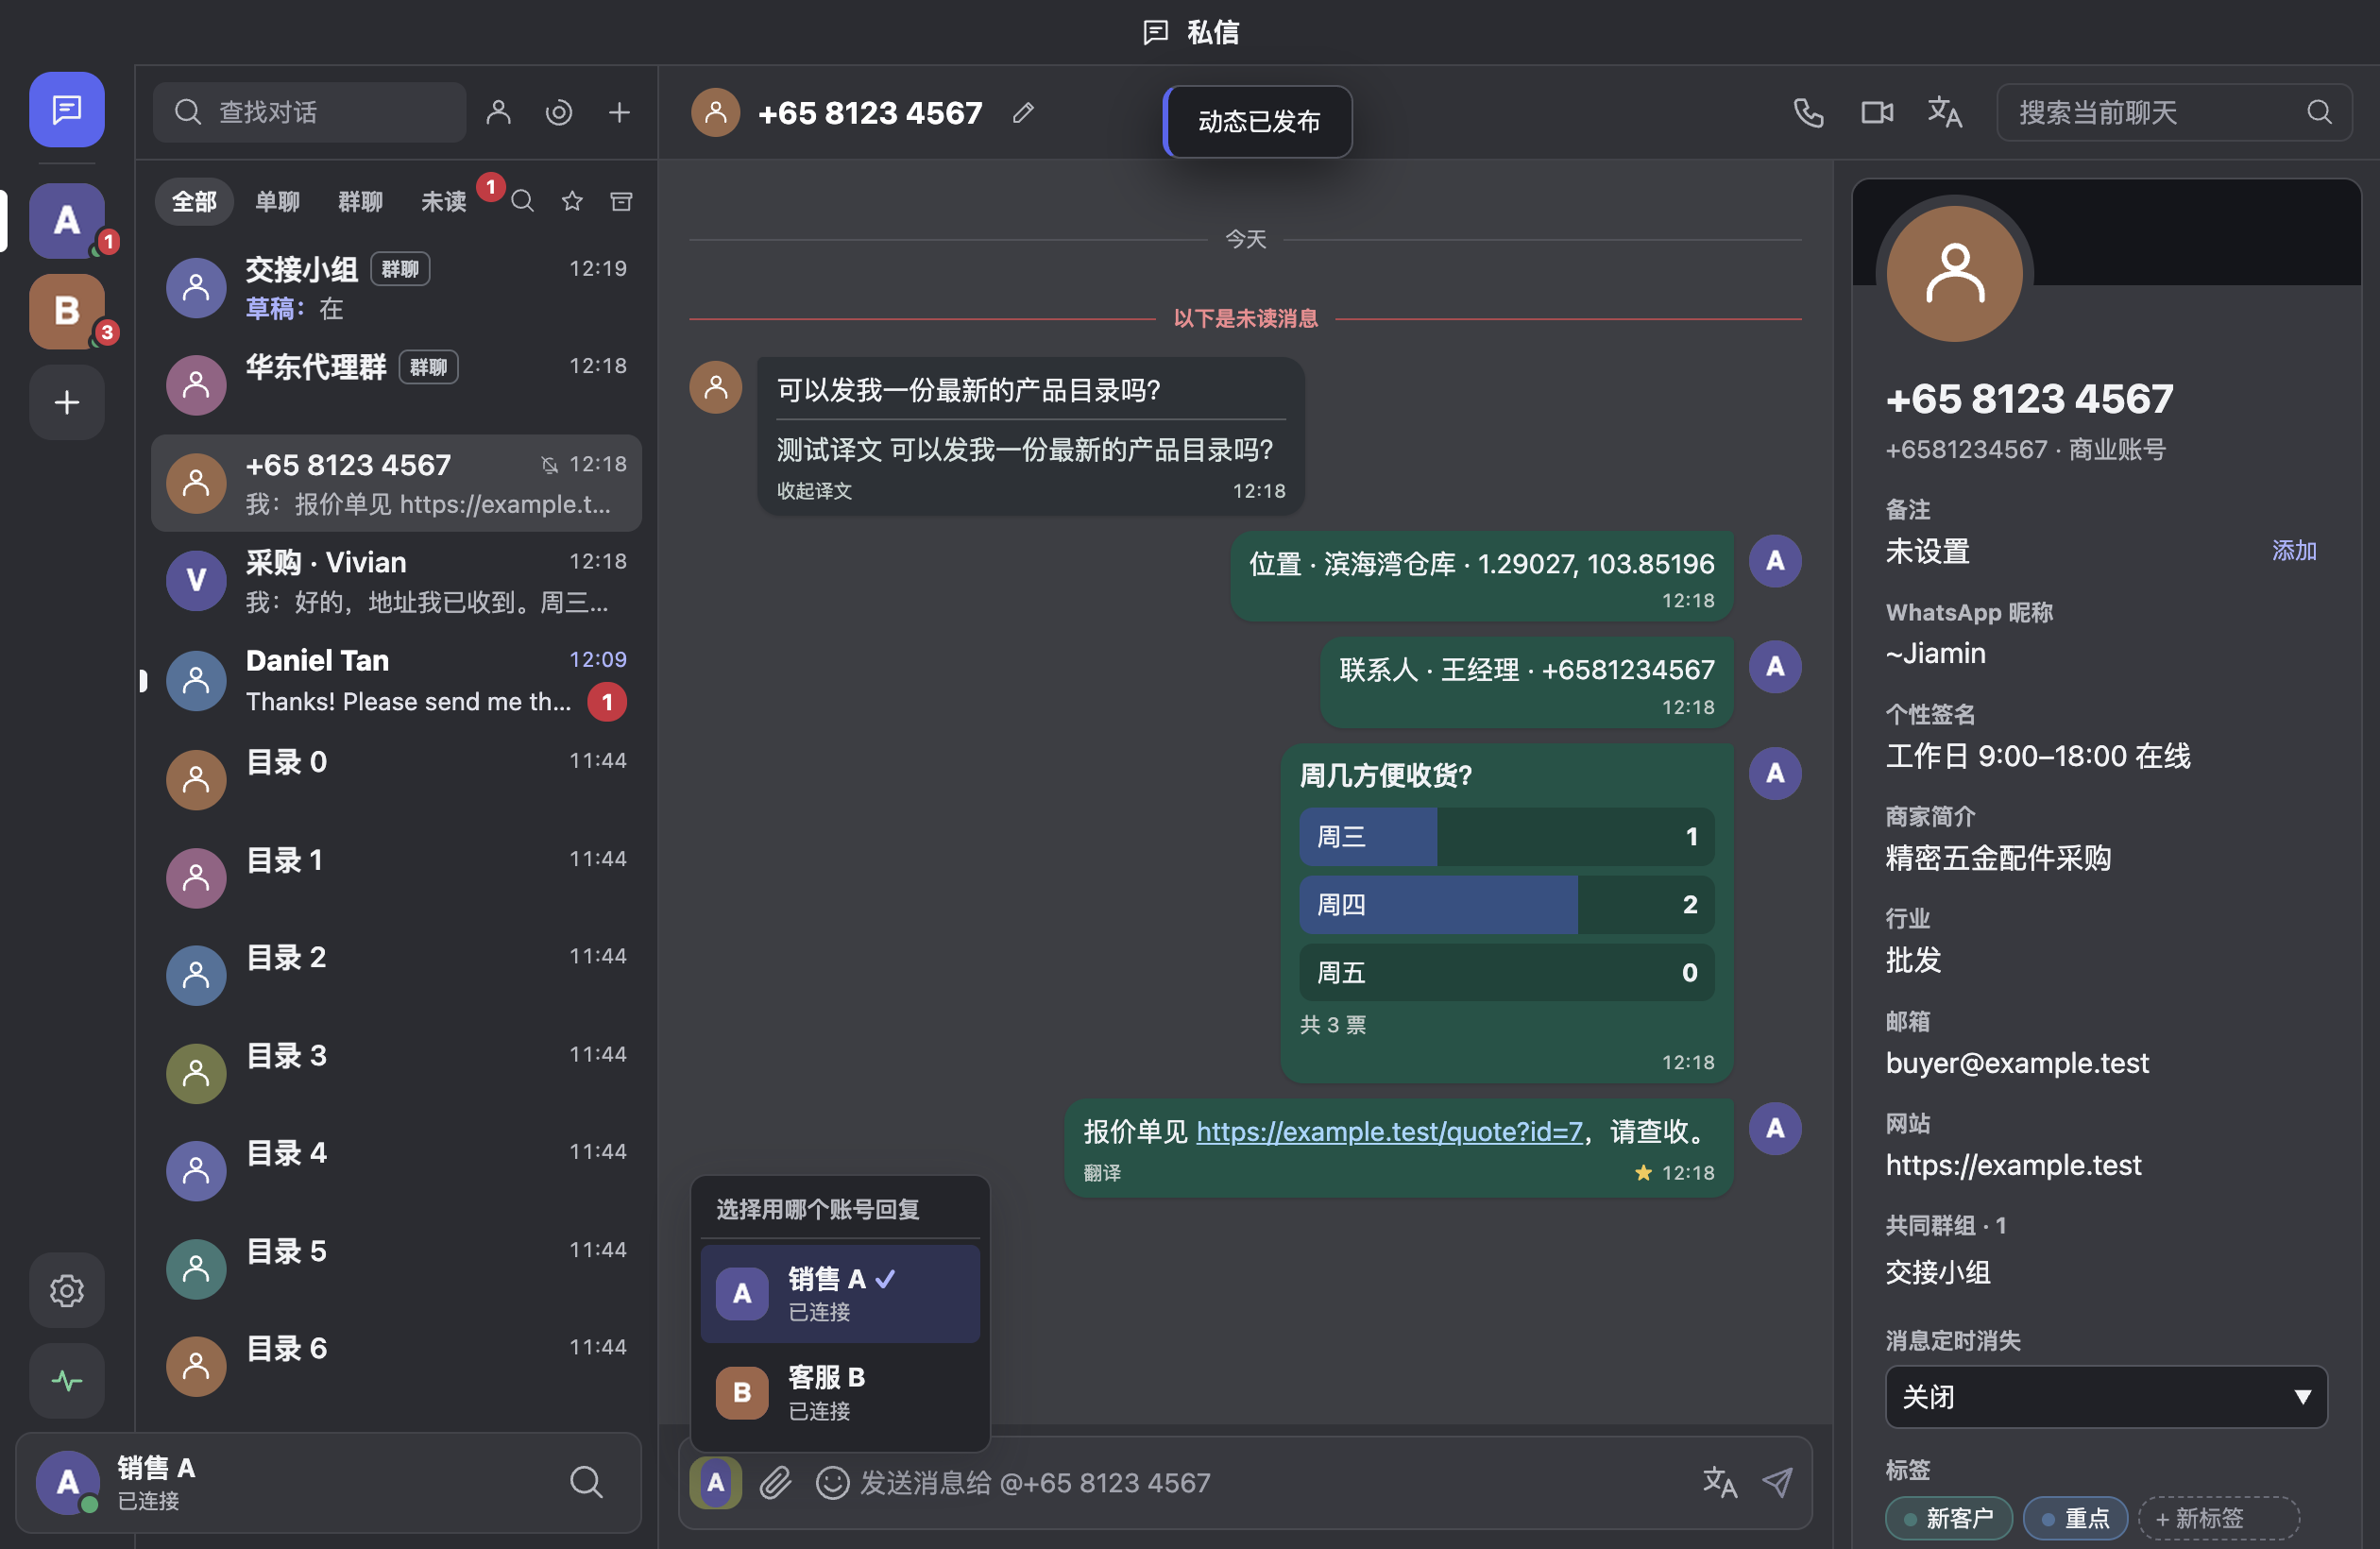 私信
A
1
B
3
查找对话
全部 单聊 群聊 未读 1
交接小组 群聊 12:19
草稿：在
华东代理群 群聊 12:18
+65 8123 4567 12:18
我：报价单见 https://example.t...
V
采购 · Vivian 12:18
我：好的，地址我已收到。周三...
Daniel Tan 12:09
Thanks! Please send me th... 1
目录 0 11:44
目录 1 11:44
目录 2 11:44
目录 3 11:44
目录 4 11:44
目录 5 11:44
目录 6 11:44
A
销售 A
已连接
+65 8123 4567
动态已发布
搜索当前聊天
今天
以下是未读消息
可以发我一份最新的产品目录吗?
测试译文 可以发我一份最新的产品目录吗?
收起译文 12:18
位置 · 滨海湾仓库 · 1.29027, 103.85196
12:18
A
联系人 · 王经理 · +6581234567
12:18
A
周几方便收货?
A
周三 1
周四 2
周五 0
共 3 票
12:18
报价单见 https://example.test/quote?id=7，请查收。
翻译 12:18
A
选择用哪个账号回复
A
销售 A
已连接
B
客服 B
已连接
A
发送消息给 @+65 8123 4567
+65 8123 4567
+6581234567 · 商业账号
备注
未设置 添加
WhatsApp 昵称
~Jiamin
个性签名
工作日 9:00–18:00 在线
商家简介
精密五金配件采购
行业
批发
邮箱
buyer@example.test
网站
https://example.test
共同群组 · 1
交接小组
消息定时消失
关闭
标签
新客户 重点 + 新标签